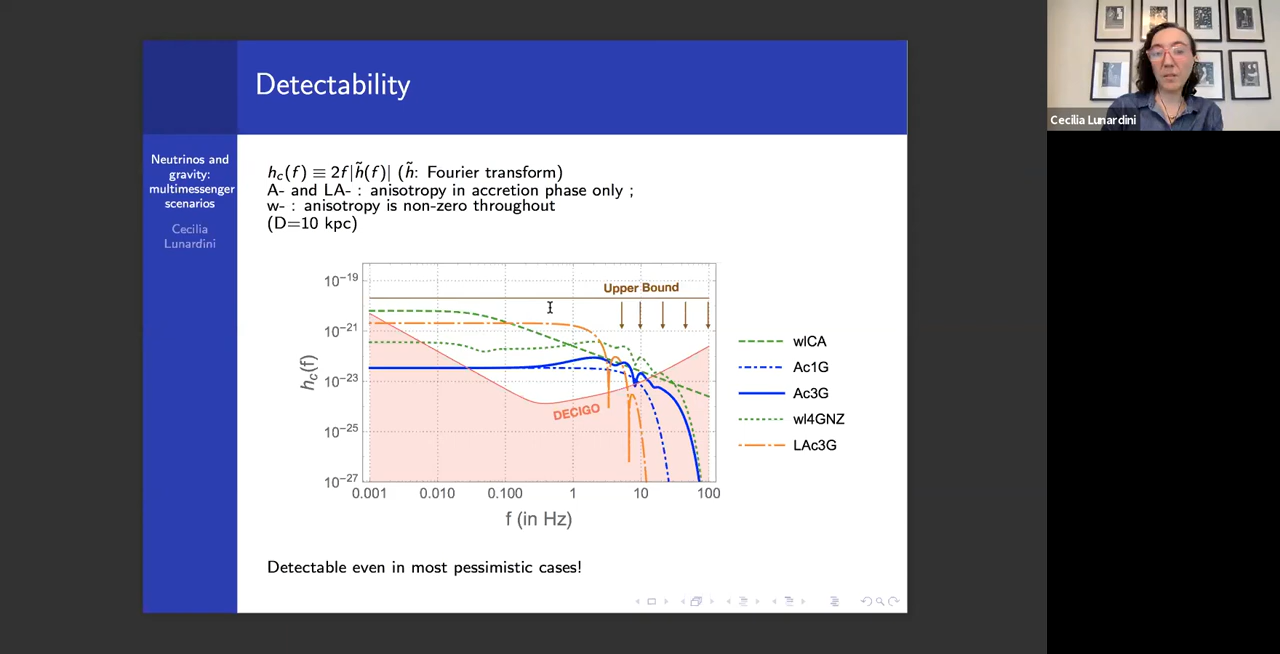 Detectability
Neutrinos and
gravity:
multimessenger
scenarios
Cecilia
Lunardini
h_c(f) ≡ 2f|h̃(f)| (h̃: Fourier transform)
A- and LA- : anisotropy in accretion phase only ;
w- : anisotropy is non-zero throughout
(D=10 kpc)
10⁻¹⁹
10⁻²¹
10⁻²³
10⁻²⁵
10⁻²⁷
h_c(f)
Upper Bound
DECIGO
0.001 0.010 0.100 1 10 100
f (in Hz)
wlCA
Ac1G
Ac3G
wl4GNZ
LAc3G
Detectable even in most pessimistic cases!
Cecilia Lunardini